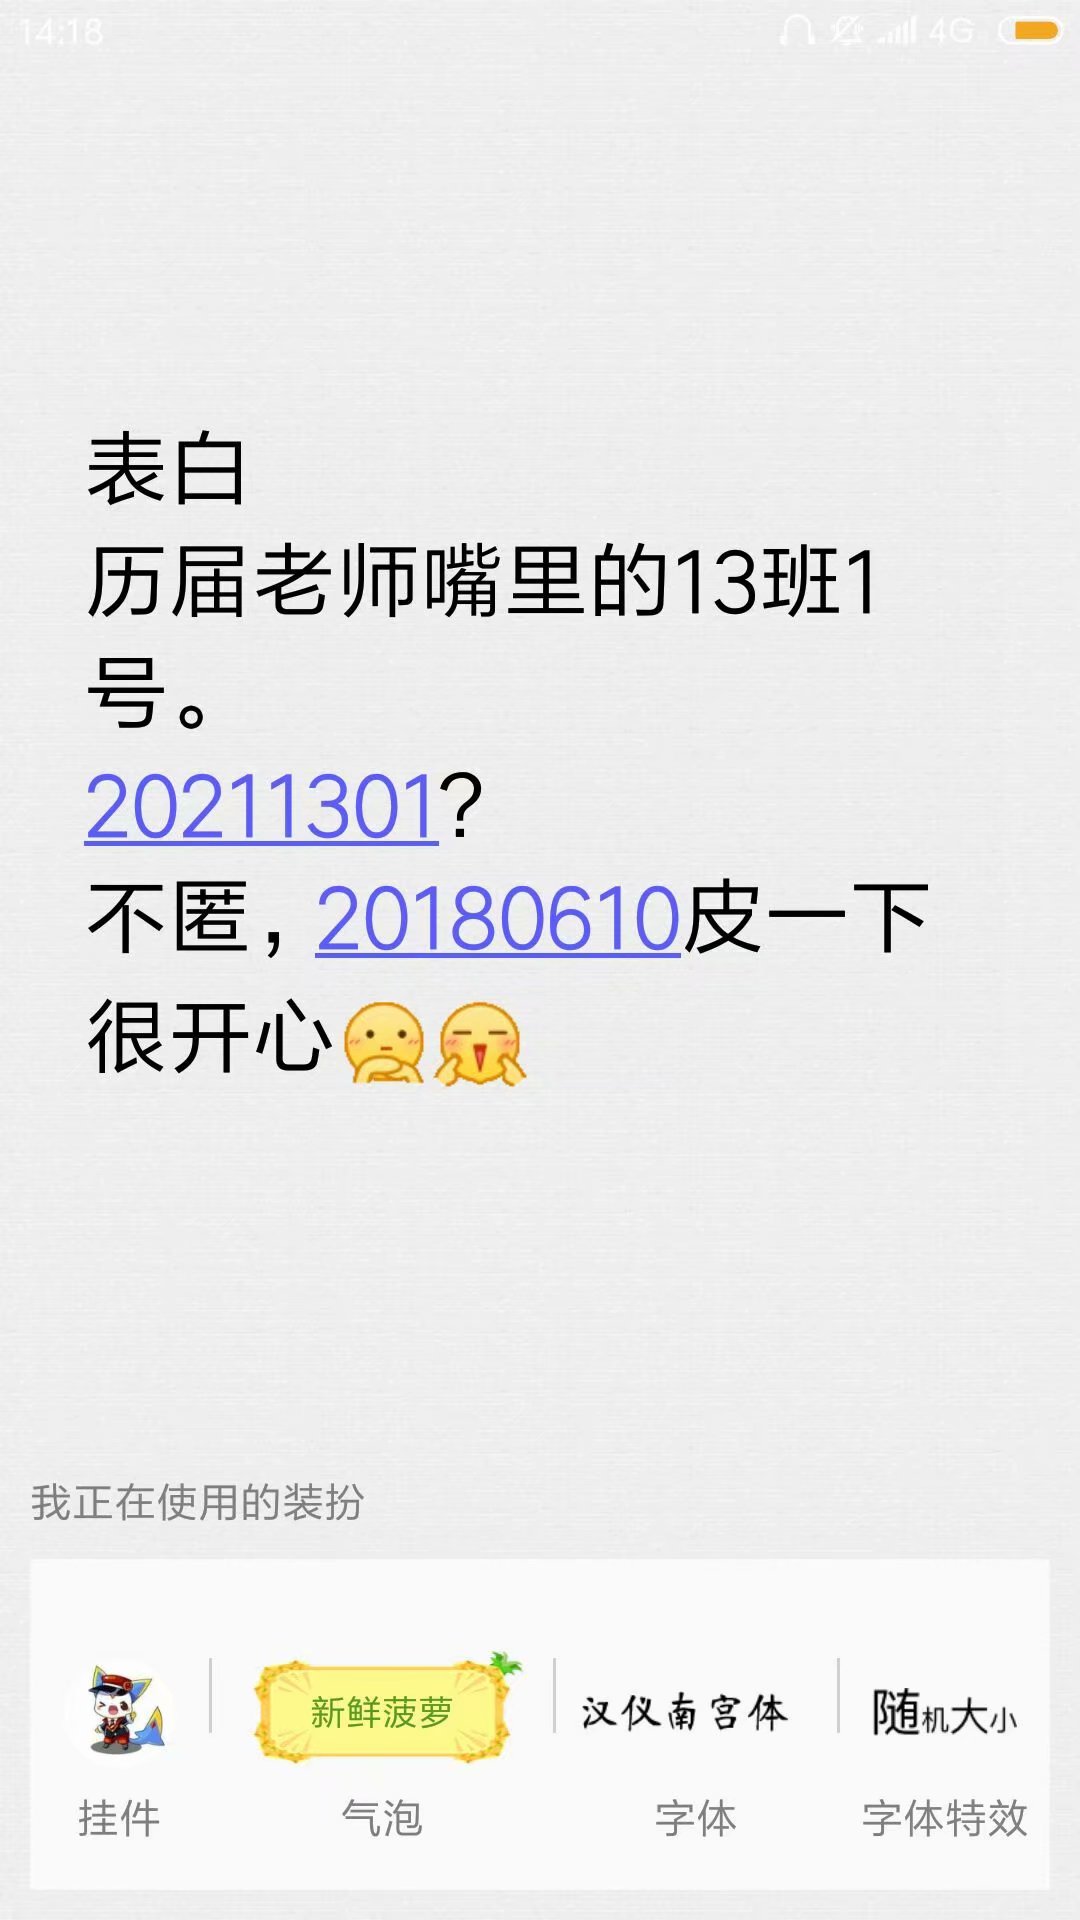 14:18
4G
表白
历届老师嘴里的13班1
号。
20211301?
不匿，20180610皮一下
很开心
我正在使用的装扮
新鲜菠萝
汉仪南宫体
随机大小
挂件
气泡
字体
字体特效